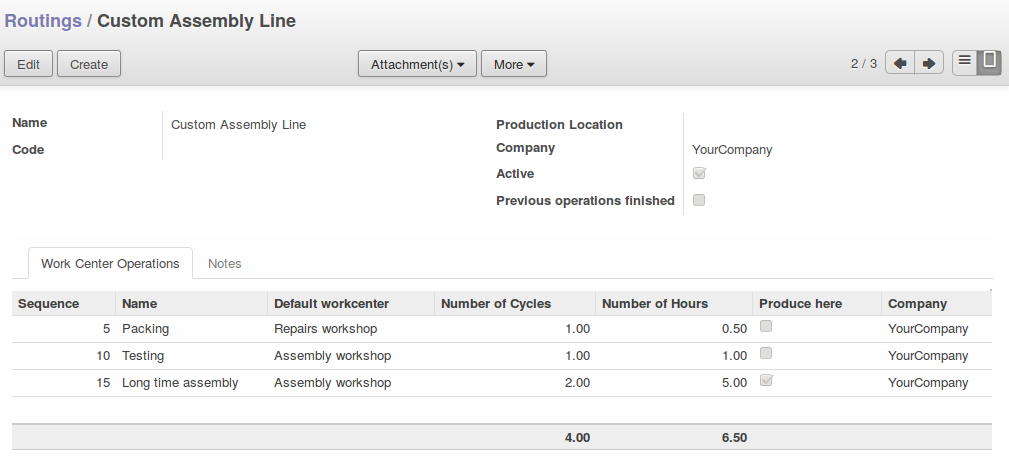 Routings / Custom Assembly Line
Edit Create Attachment(s) More 2 / 3
Name Custom Assembly Line
Code
Production Location
Company YourCompany
Active
Previous operations finished
Work Center Operations Notes
Sequence Name Default workcenter Number of Cycles Number of Hours Produce here Company
5 Packing Repairs workshop 1.00 0.50 YourCompany
10 Testing Assembly workshop 1.00 1.00 YourCompany
15 Long time assembly Assembly workshop 2.00 5.00 YourCompany
4.00 6.50